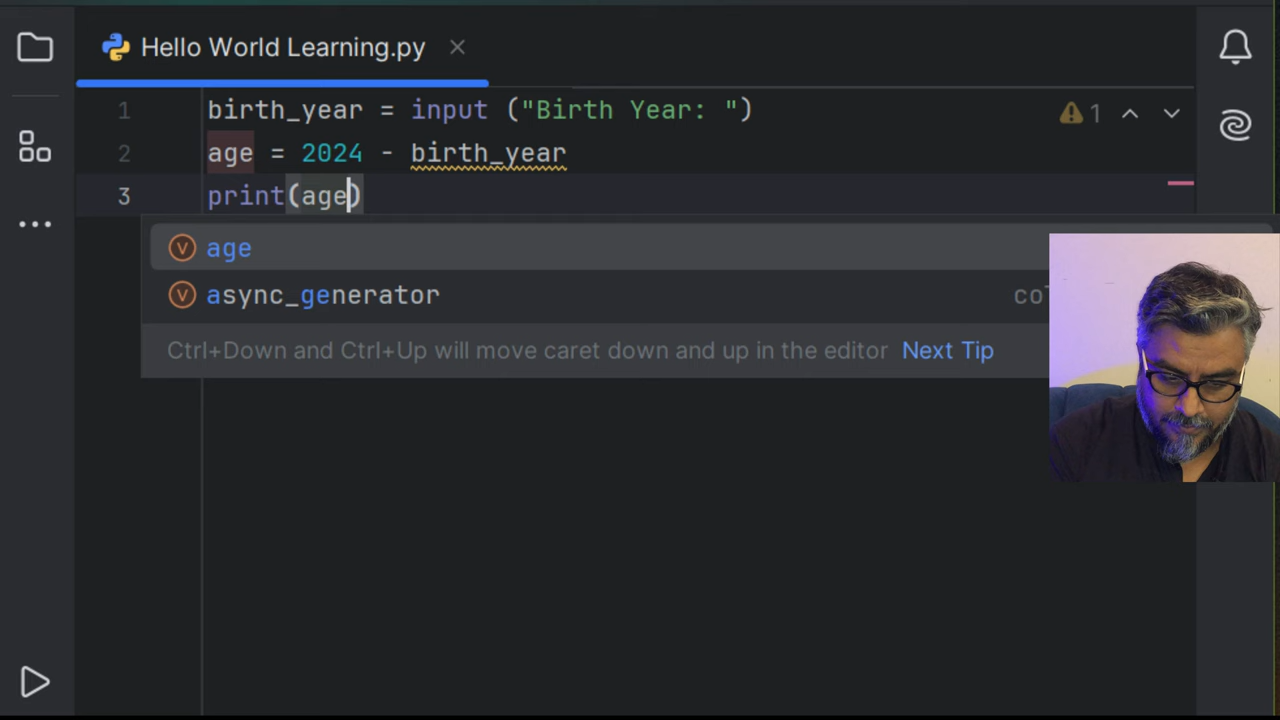 Hello World Learning.py
1 birth_year = input ("Birth Year: ")
1
2 age = 2024 - birth_year
3 print(age)
age
async_generator
Ctrl+Down and Ctrl+Up will move caret down and up in the editor Next Tip